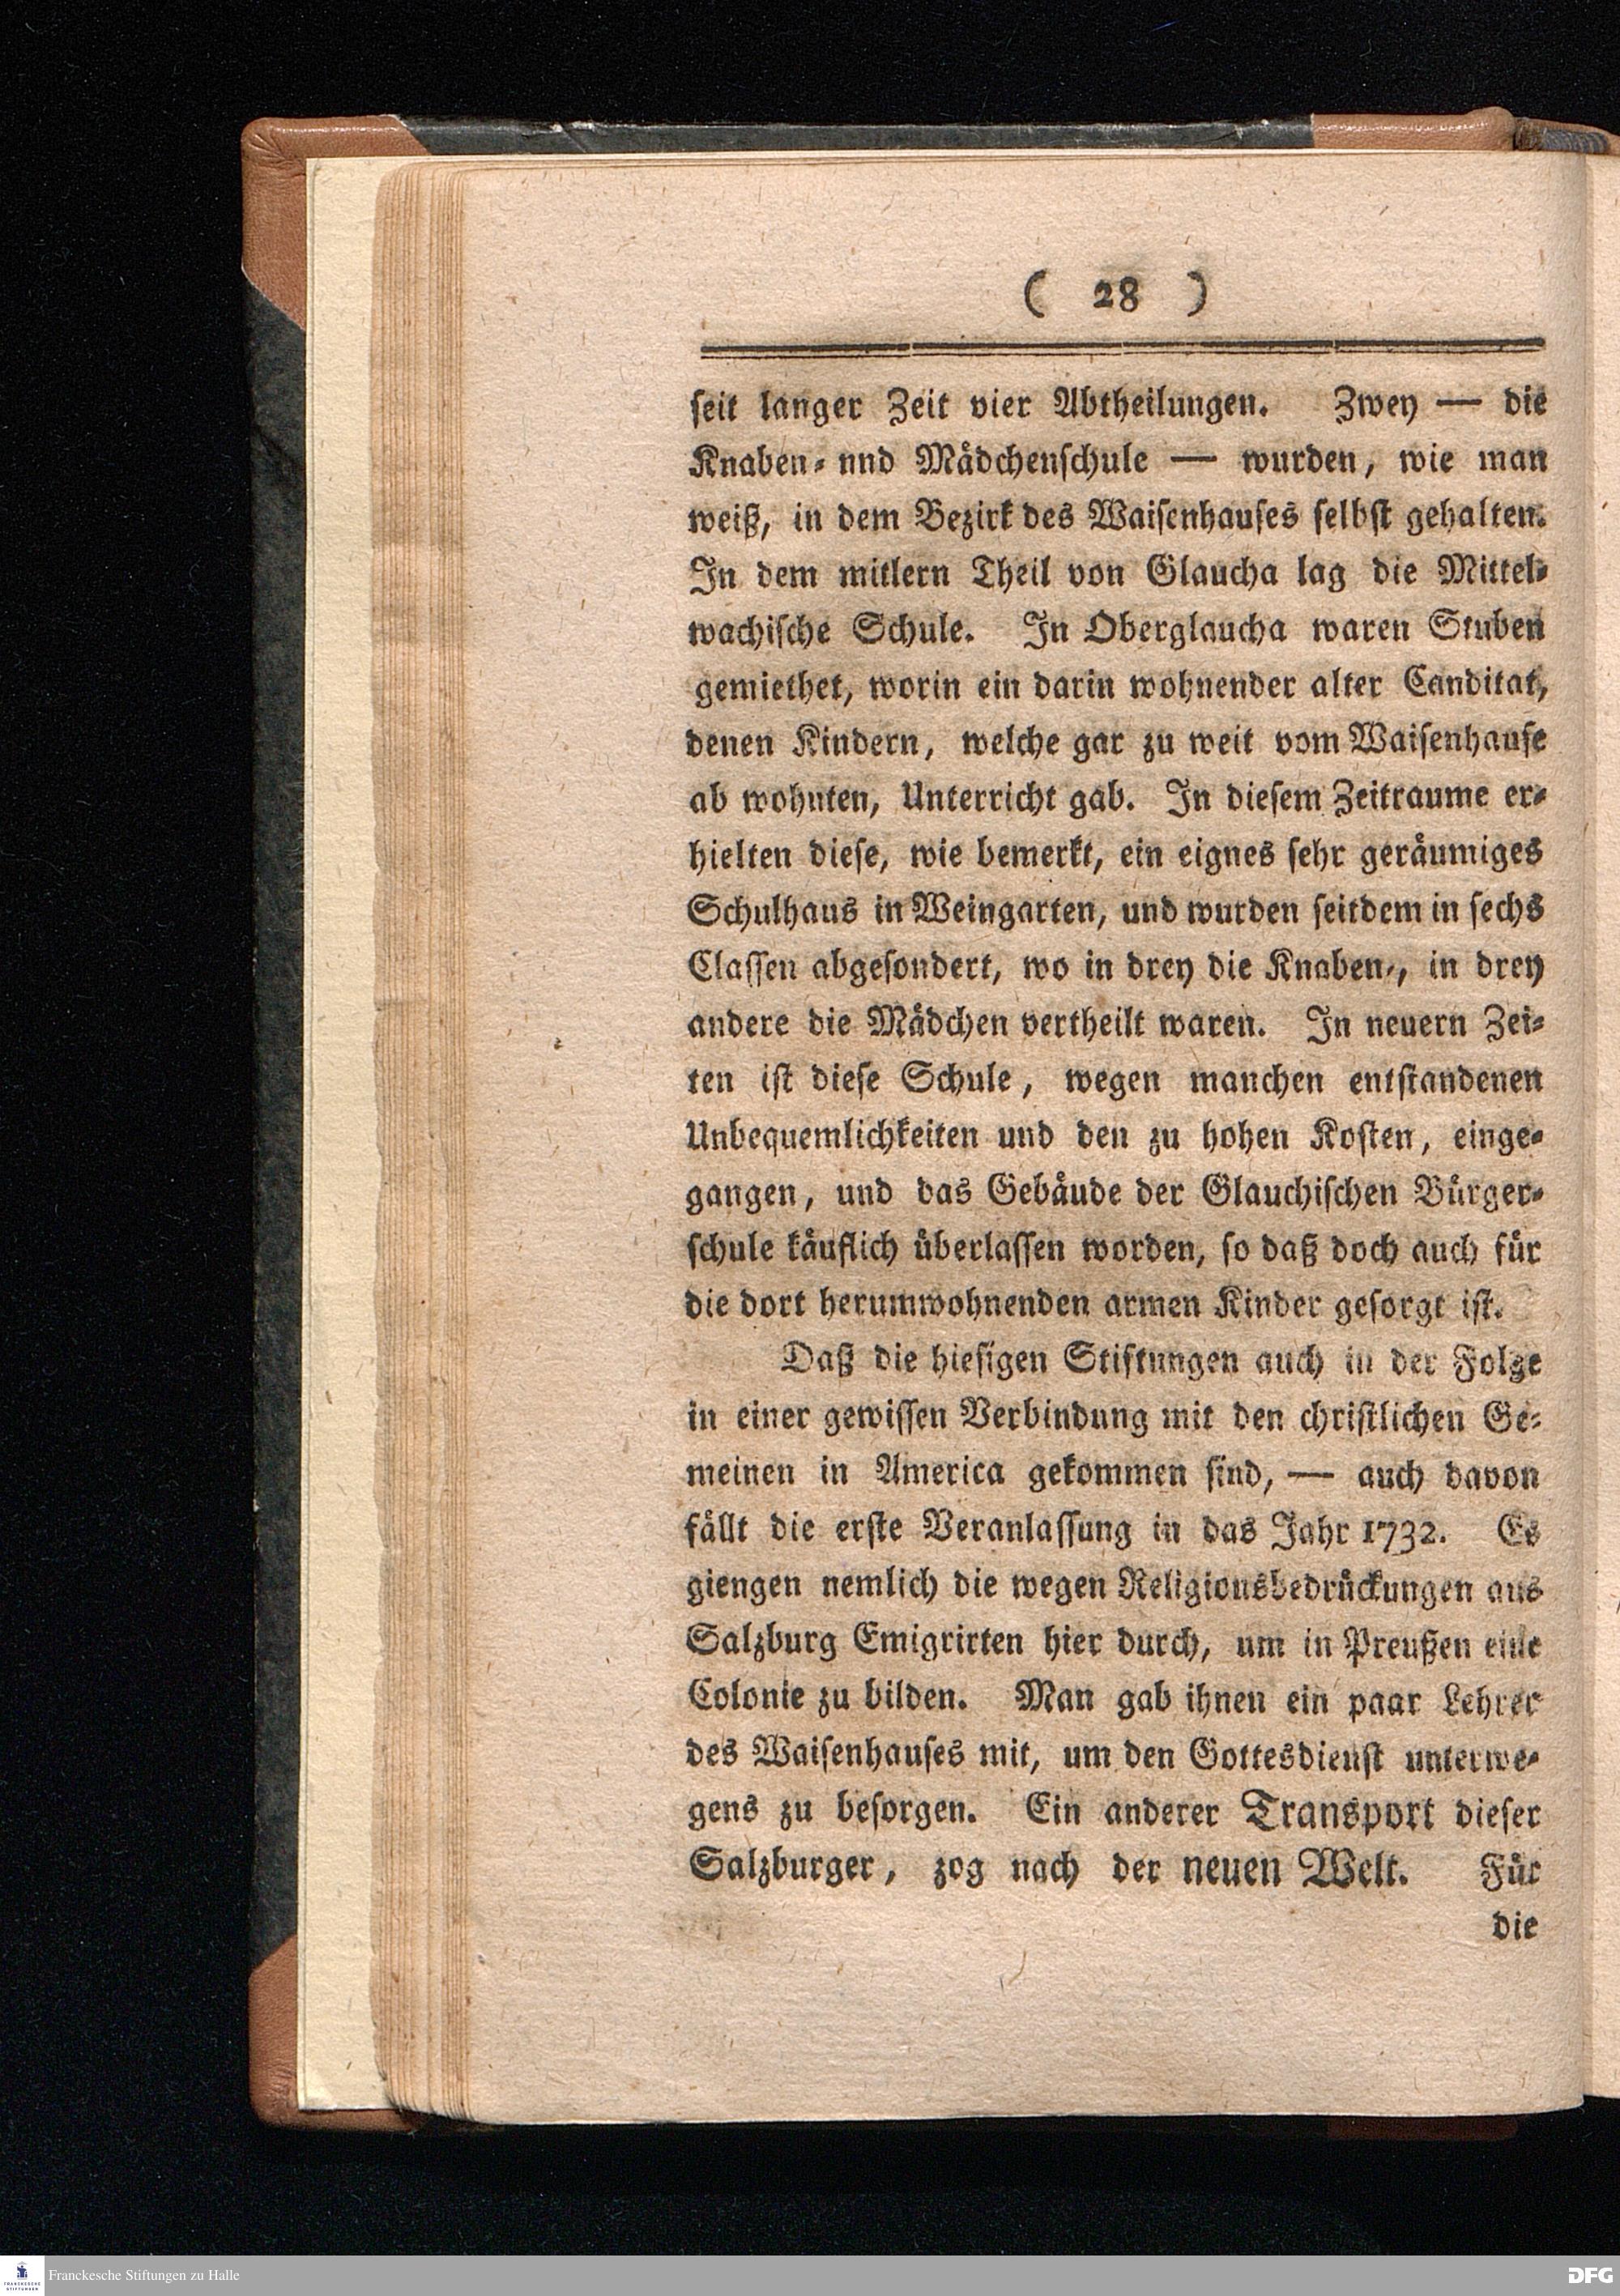 ( 28 )
seit langer Zeit vier Abtheilungen. Zwey — die
Knaben- nnd Mädchenschule — wurden, wie man
weiß, in dem Bezirk des Waisenhauses selbst gehalten.
In dem mitlern Theil von Glaucha lag die Mittel-
wachische Schule. In Oberglaucha waren Stuben
gemiethet, worin ein darin wohnender alter Canditat,
denen Kindern, welche gar zu weit vom Waisenhause
ab wohnten, Unterricht gab. In diesem Zeitraume er-
hielten diese, wie bemerkt, ein eignes sehr geräumiges
Schulhaus in Weingarten, und wurden seitdem in sechs
Classen abgesondert, wo in drey die Knaben-, in drey
andere die Mädchen vertheilt waren. In neuern Zei-
ten ist diese Schule, wegen manchen entstandenen
Unbequemlichkeiten und den zu hohen Kosten, einge-
gangen, und das Gebäude der Glauchischen Bürger-
schule käuflich überlassen worden, so daß doch auch für
die dort herumwohnenden armen Kinder gesorgt ist.
Daß die hiesigen Stiftungen auch in der Folge
in einer gewissen Verbindung mit den christlichen Ge-
meinen in America gekommen sind, — auch davon
fällt die erste Veranlassung in das Jahr 1732. Es
giengen nemlich die wegen Religionsbedrückungen aus
Salzburg Emigrirten hier durch, um in Preußen eine
Colonie zu bilden. Man gab ihnen ein paar Lehrer
des Waisenhauses mit, um den Gottesdienst unterwe-
gens zu besorgen. Ein anderer Transport dieser
Salzburger, zog nach der neuen Welt. Für
die
FRANCKESCHE
STIFTUNGEN
Franckesche Stiftungen zu Halle
DFG